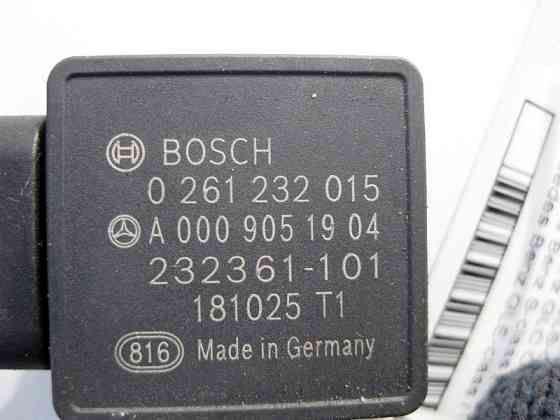 BOSCH
0 261 232 015
A 000 905 19 04
232361-101
181025 T1
816 Made in Germany